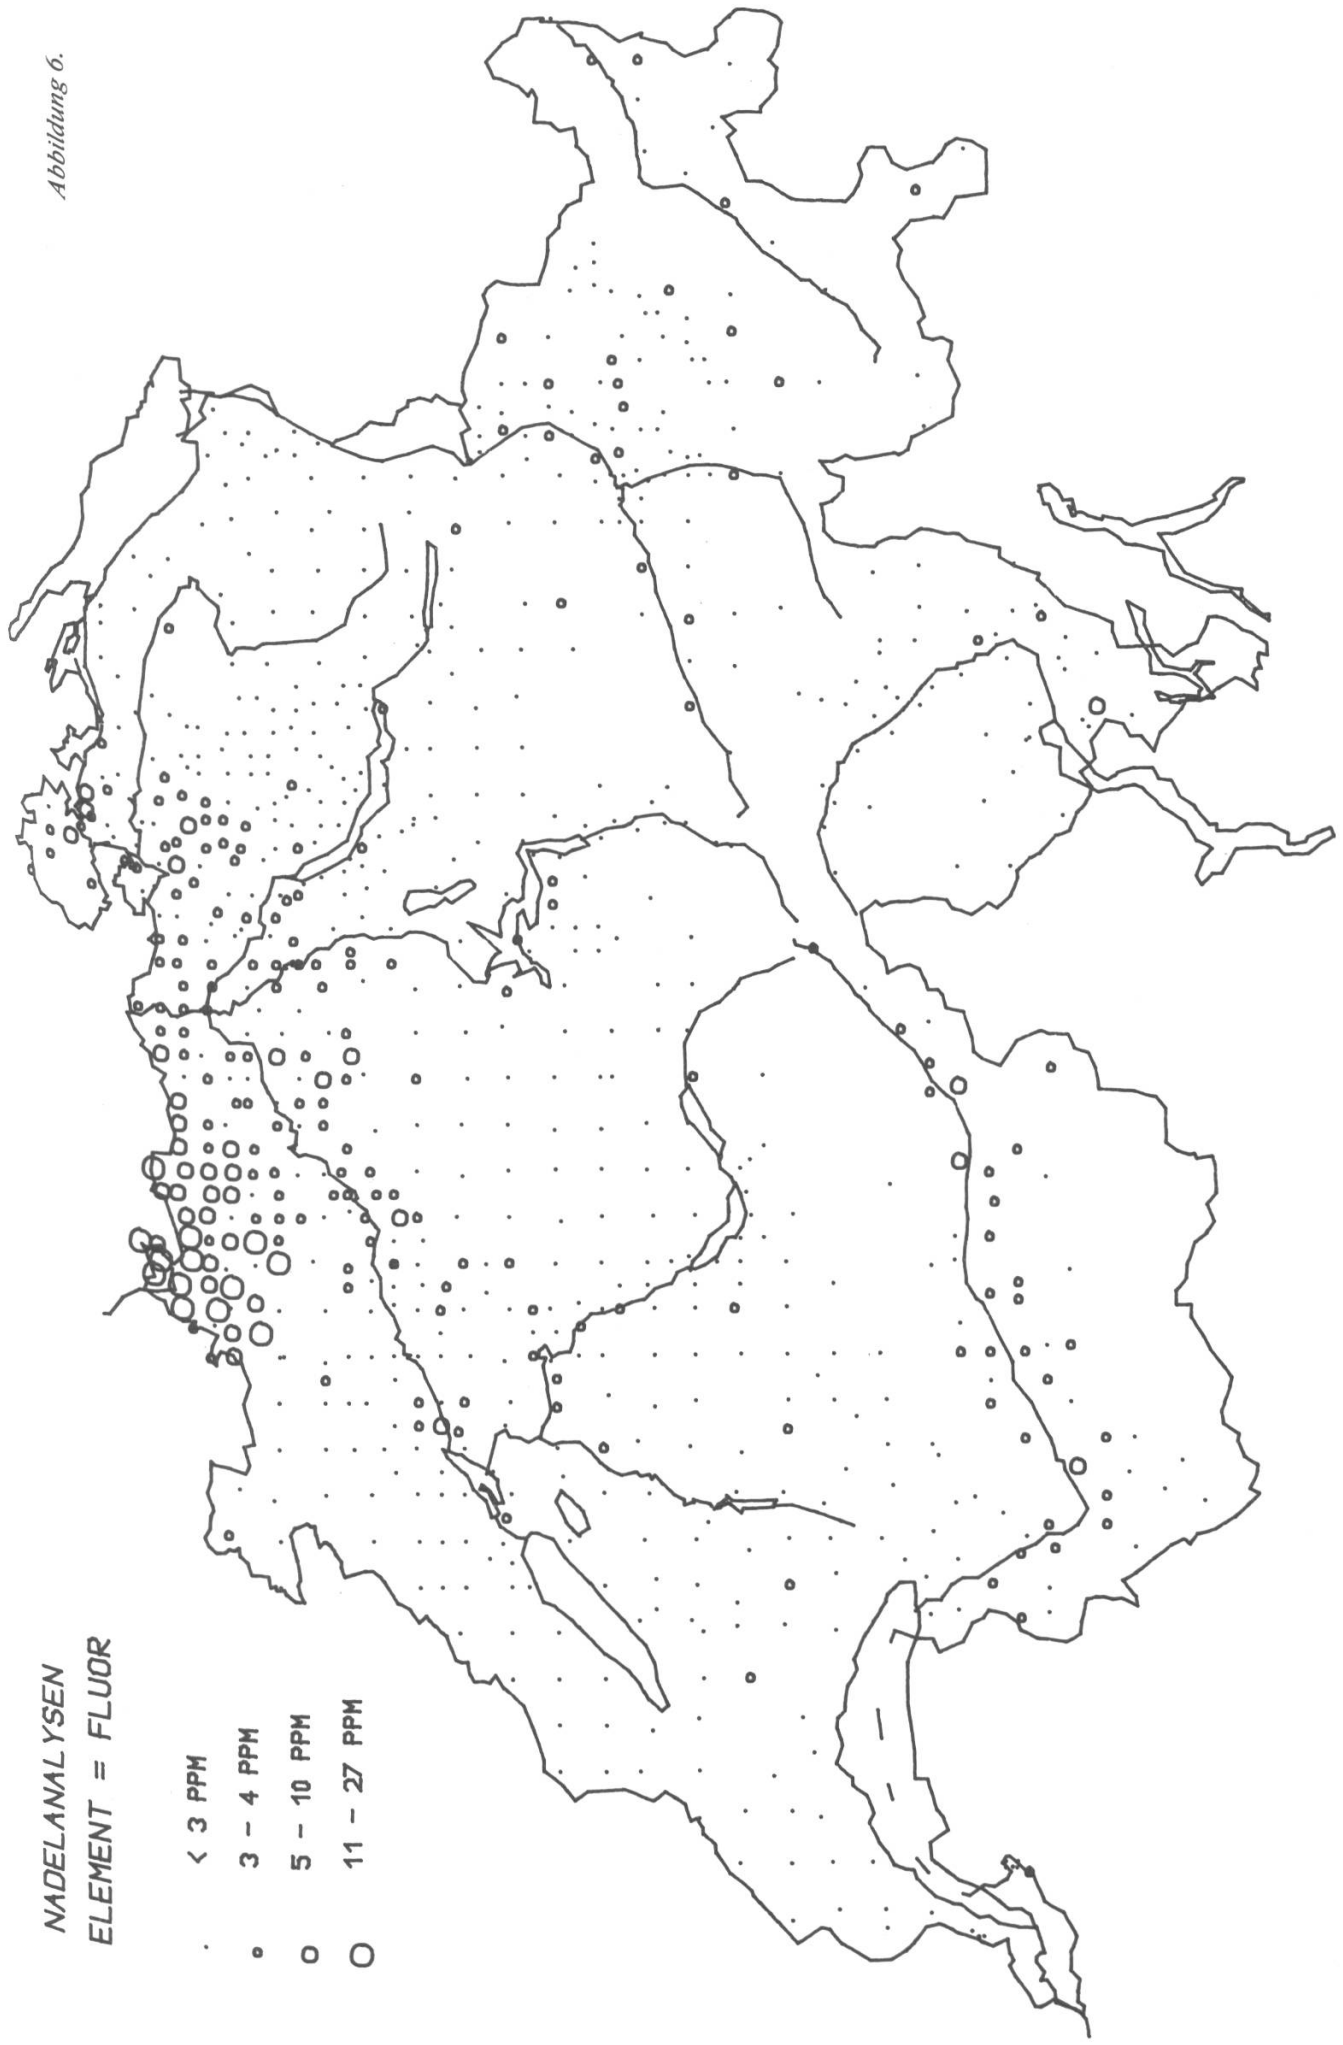 Abbildung 6.
NADELANALYSEN
ELEMENT = FLUOR
< 3 PPM
3 - 4 PPM
5 - 10 PPM
11 - 27 PPM